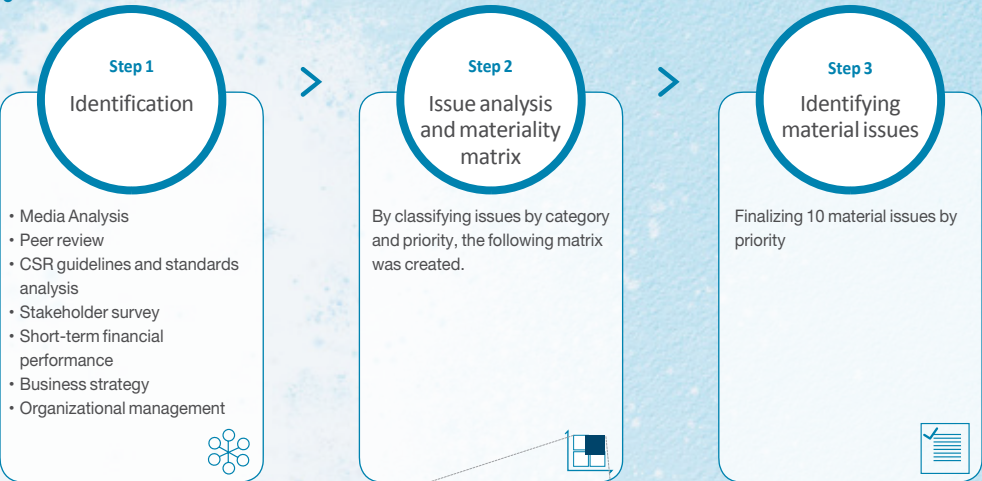 Step 1
Identification
• Media Analysis
• Peer review
• CSR guidelines and standards
analysis
• Stakeholder survey
• Short-term financial
performance
• Business strategy
• Organizational management
Step 2
Issue analysis
and materiality
matrix
By classifying issues by category
and priority, the following matrix
was created.
Step 3
Identifying
material issues
Finalizing 10 material issues by
priority